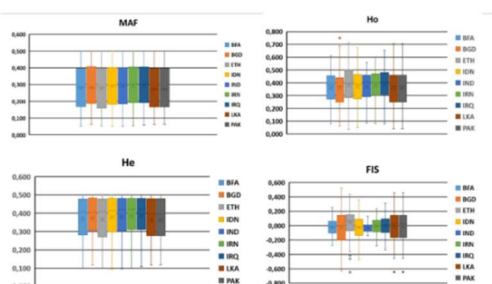 MAF
0,600
0,500
0,400
0,300
0,200
0,100
0,000
BFA
BGD
ETH
IDN
IND
IRN
IRQ
LKA
PAK
Ho
0,800
0,700
0,600
0,500
0,400
0,300
0,200
0,100
0,000
BFA
BGD
ETH
IDN
IND
IRN
IRQ
LKA
PAK
He
0,600
0,500
0,400
0,300
0,200
0,100
BFA
BGD
ETH
IDN
IND
IRN
IRQ
LKA
PAK
FIS
0,600
0,400
0,200
0,000
-0,200
-0,400
-0,600
-0,800
BFA
BGD
ETH
IDN
IND
IRN
IRQ
LKA
PAK